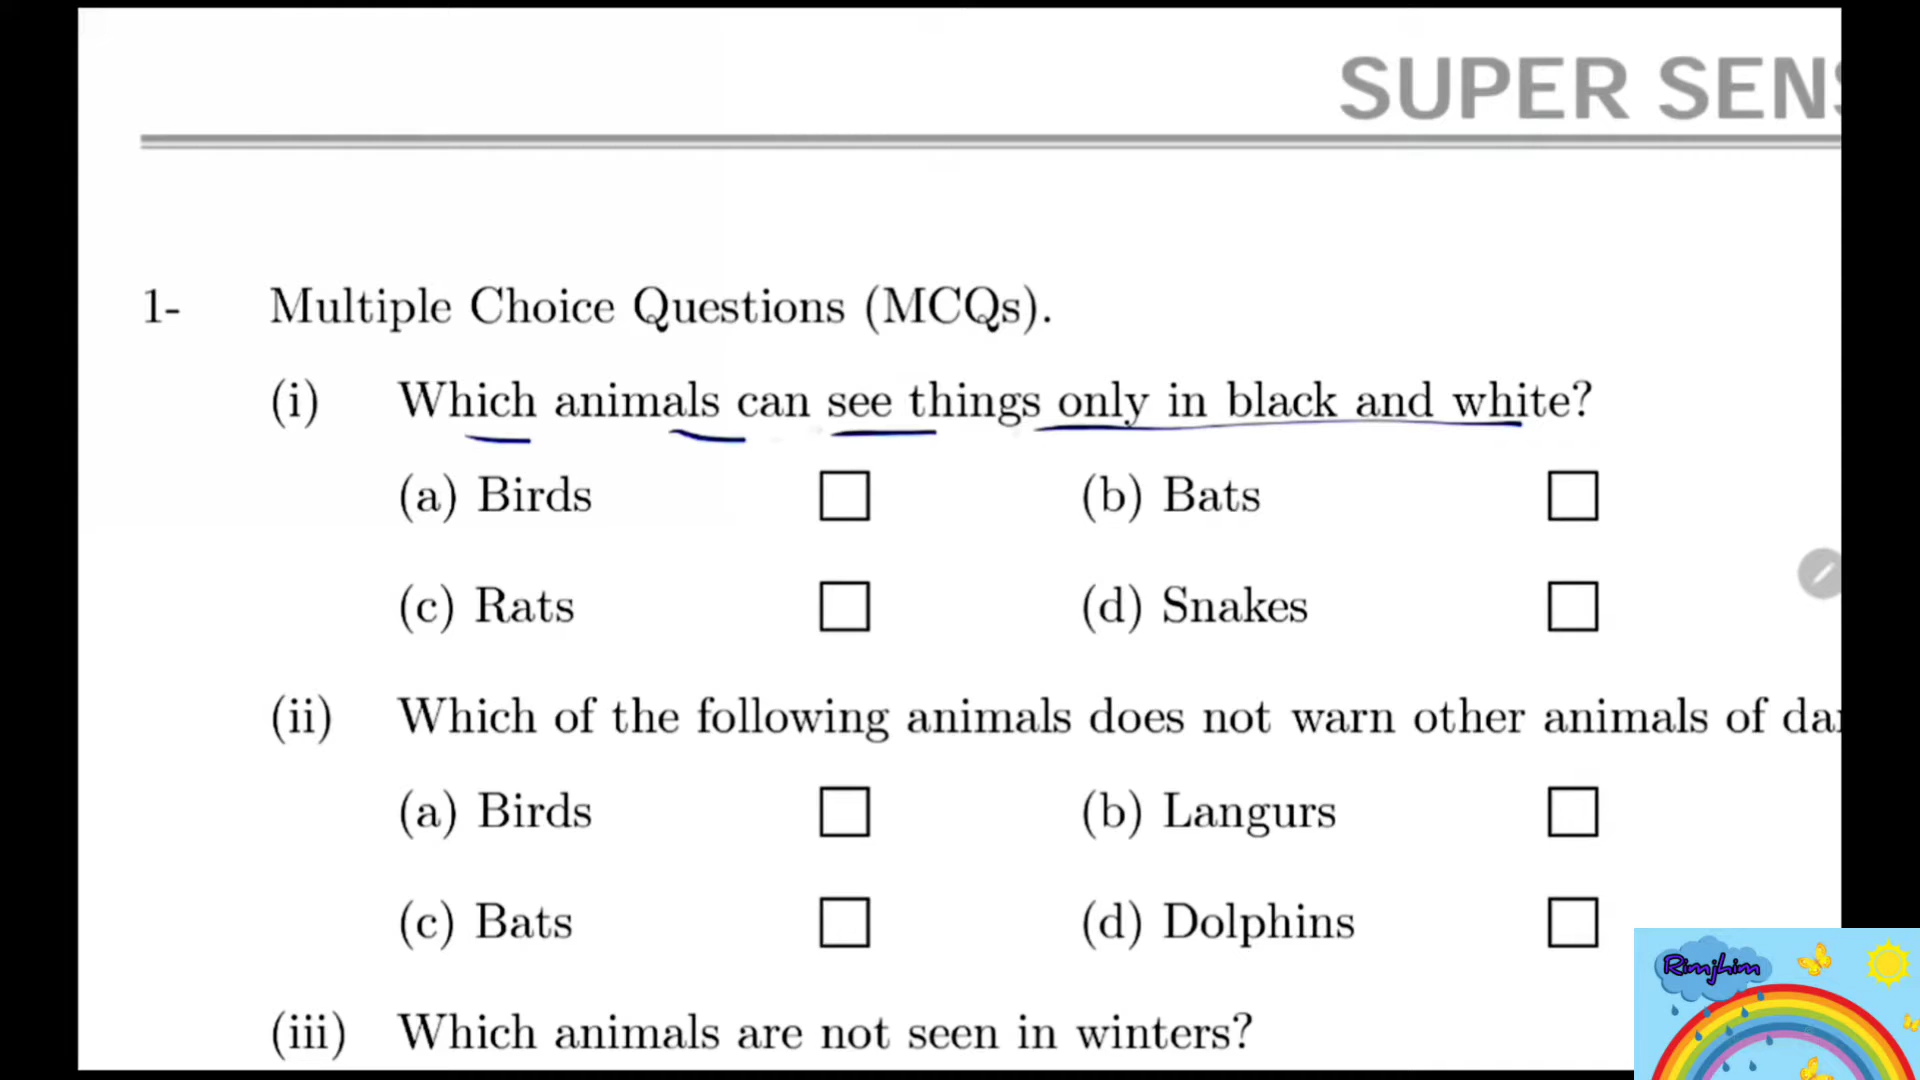 SUPER SEN
1- Multiple Choice Questions (MCQs).
(i) Which animals can see things only in black and white?
(a) Birds (b) Bats
(c) Rats (d) Snakes
(ii) Which of the following animals does not warn other animals of
(a) Birds (b) Langurs
(c) Bats (d) Dolphins
(iii) Which animals are not seen in winters?
Rimjhim